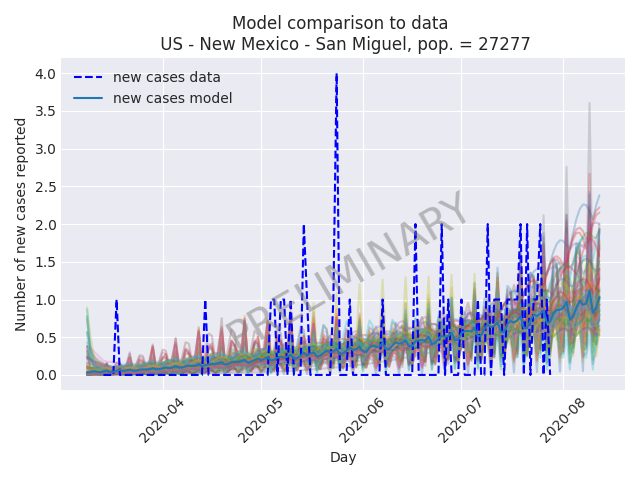 Model comparison to data
US - New Mexico - San Miguel, pop. = 27277
new cases data
new cases model
Number of new cases reported
4.0
3.5
3.0
2.5
2.0
1.5
1.0
0.5
0.0
PRELIMINARY
2020-04
2020-05
2020-06
2020-07
2020-08
Day